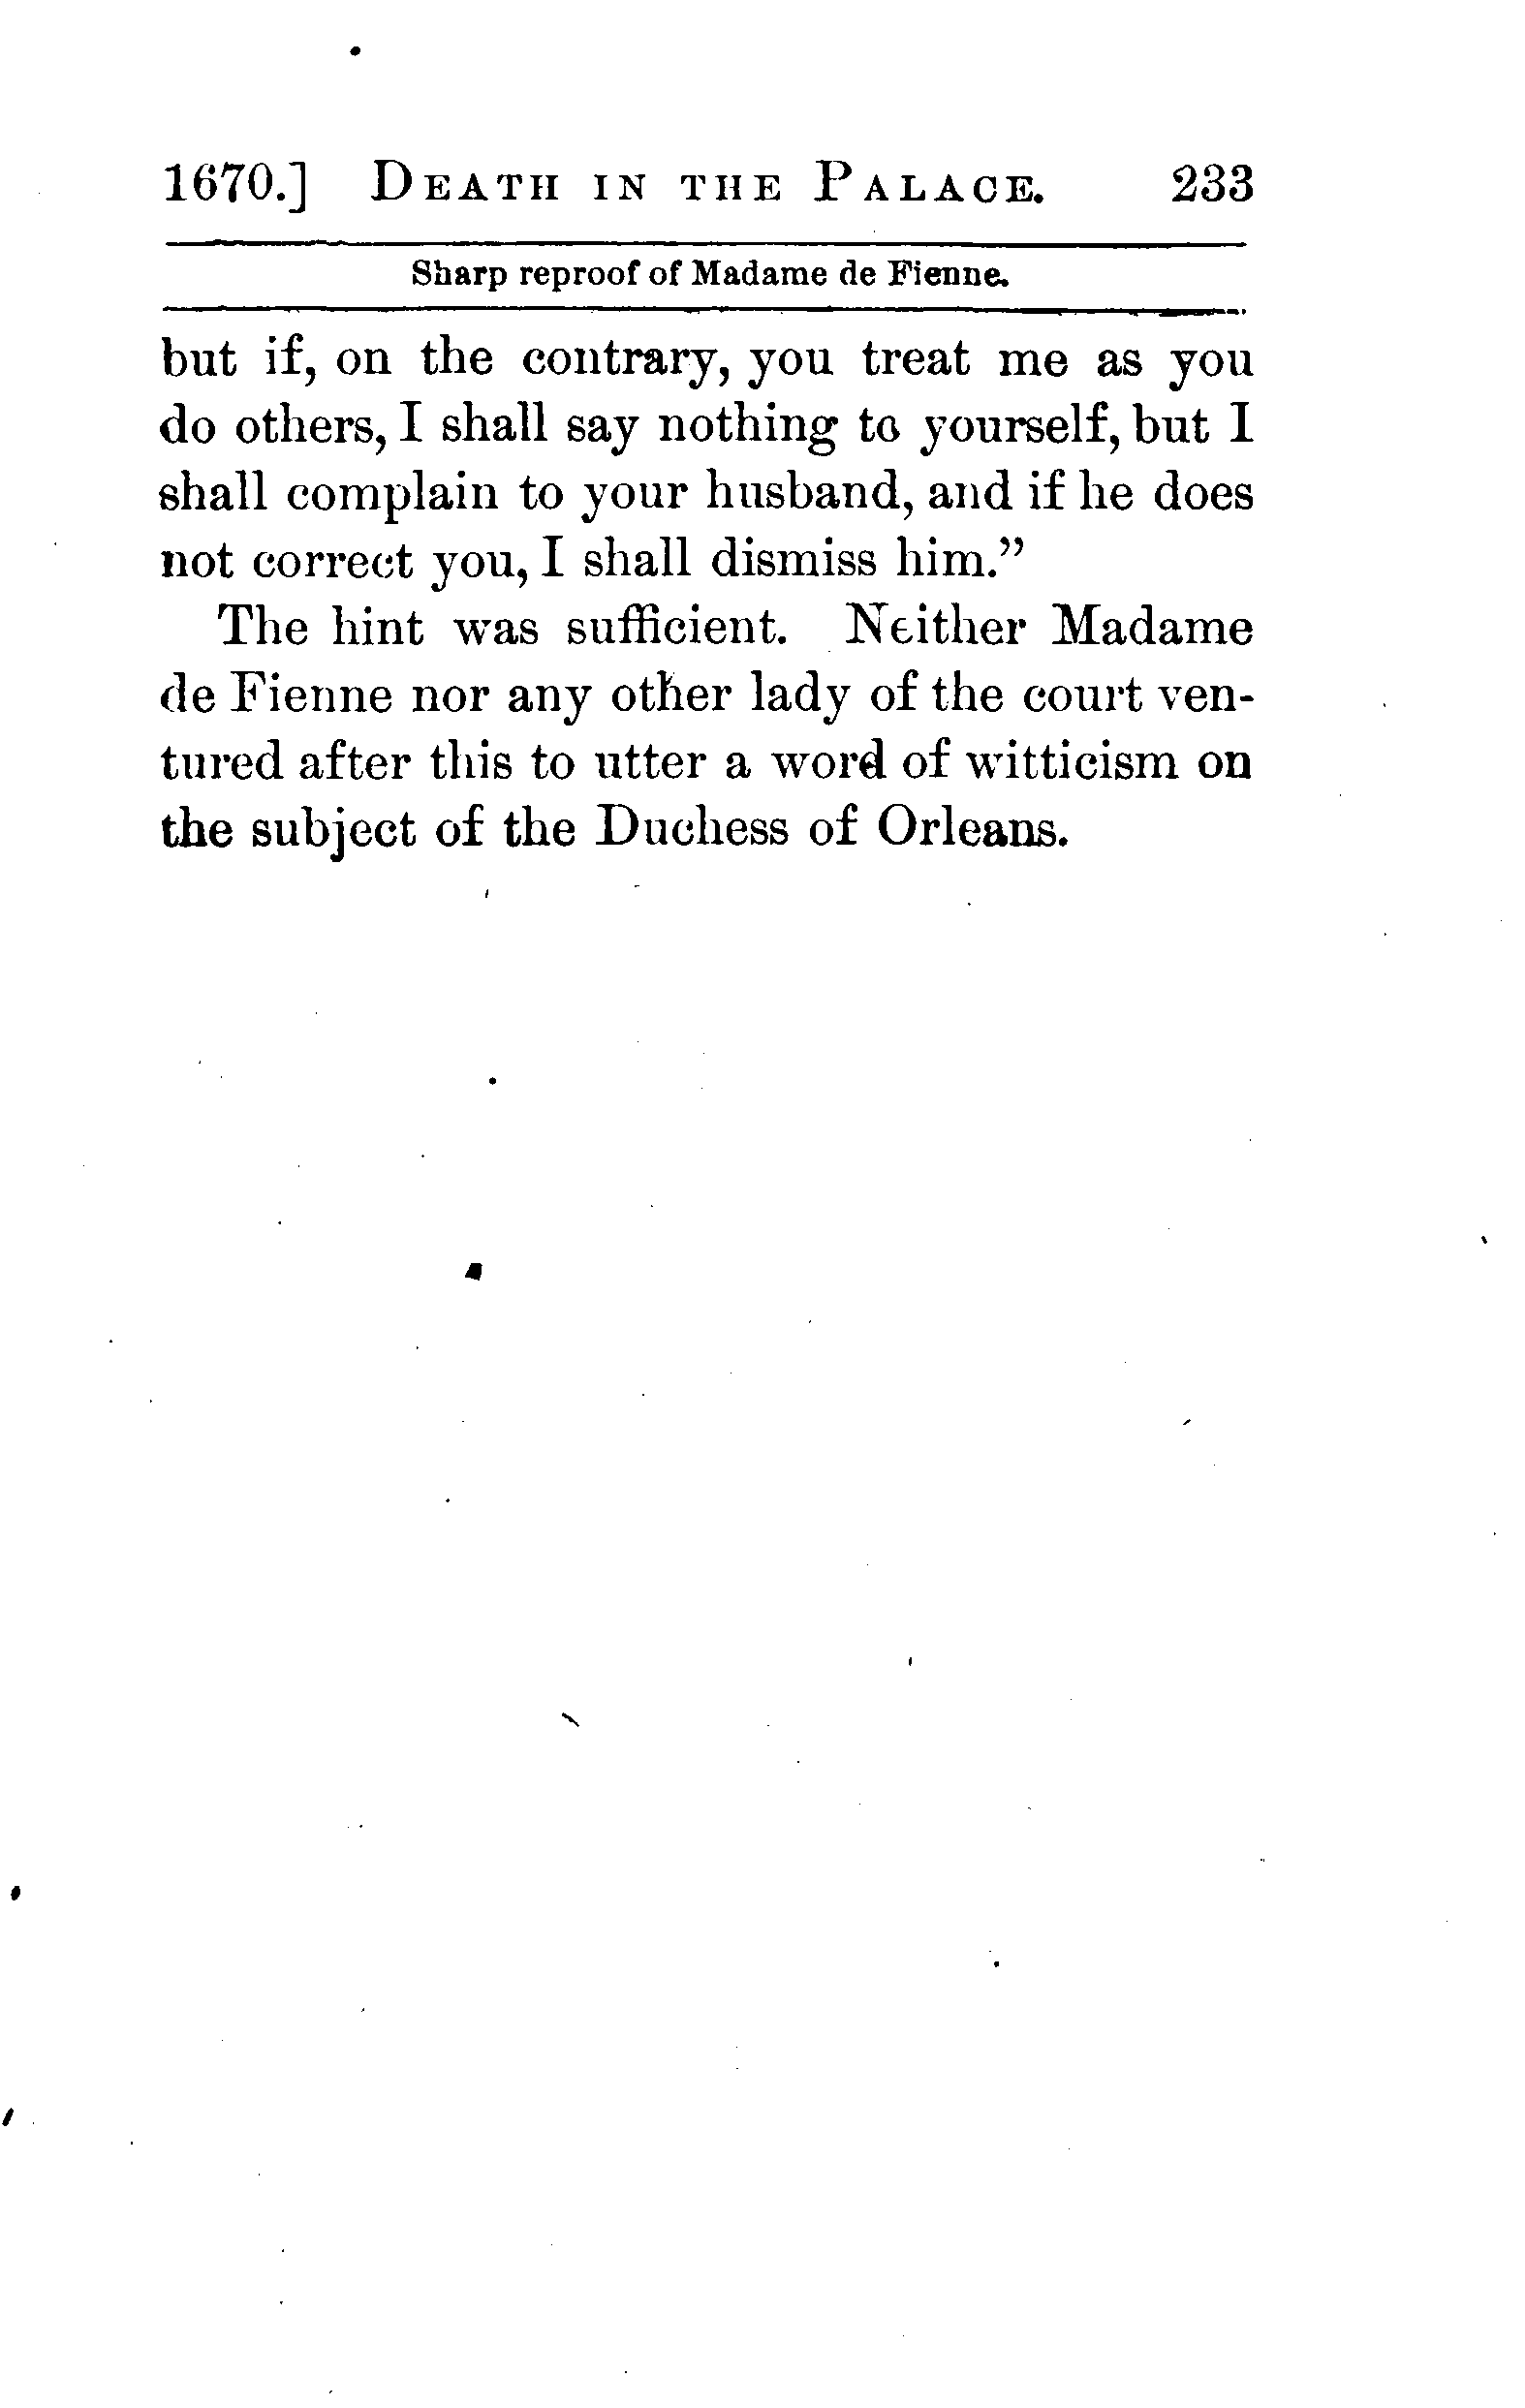 1670.] DEATH IN THE PALACE. 233
Sharp reproof of Madame de Fienne.
but if, on the contrary, you treat me as you
do others, I shall say nothing to yourself, but I
shall complain to your husband, and if he does
not correct you, I shall dismiss him.”
The hint was sufficient. Neither Madame
de Fienne nor any other lady of the court ven-
tured after this to utter a word of witticism on
the subject of the Duchess of Orleans.